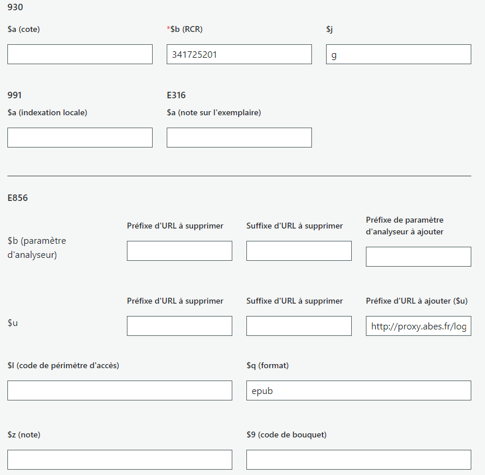 930
$a (cote) *$b (RCR) $j
341725201 g
991 E316
$a (indexation locale) $a (note sur l'exemplaire)
E856
Préfixe d'URL à supprimer Suffixe d'URL à supprimer Préfixe de paramètre
d'analyseur à ajouter
$b (paramètre
d'analyseur)
Préfixe d'URL à supprimer Suffixe d'URL à supprimer Préfixe d'URL à ajouter ($u)
$u http://proxy.abes.fr/log
$l (code de périmètre d'accès) $q (format)
epub
$z (note) $9 (code de bouquet)